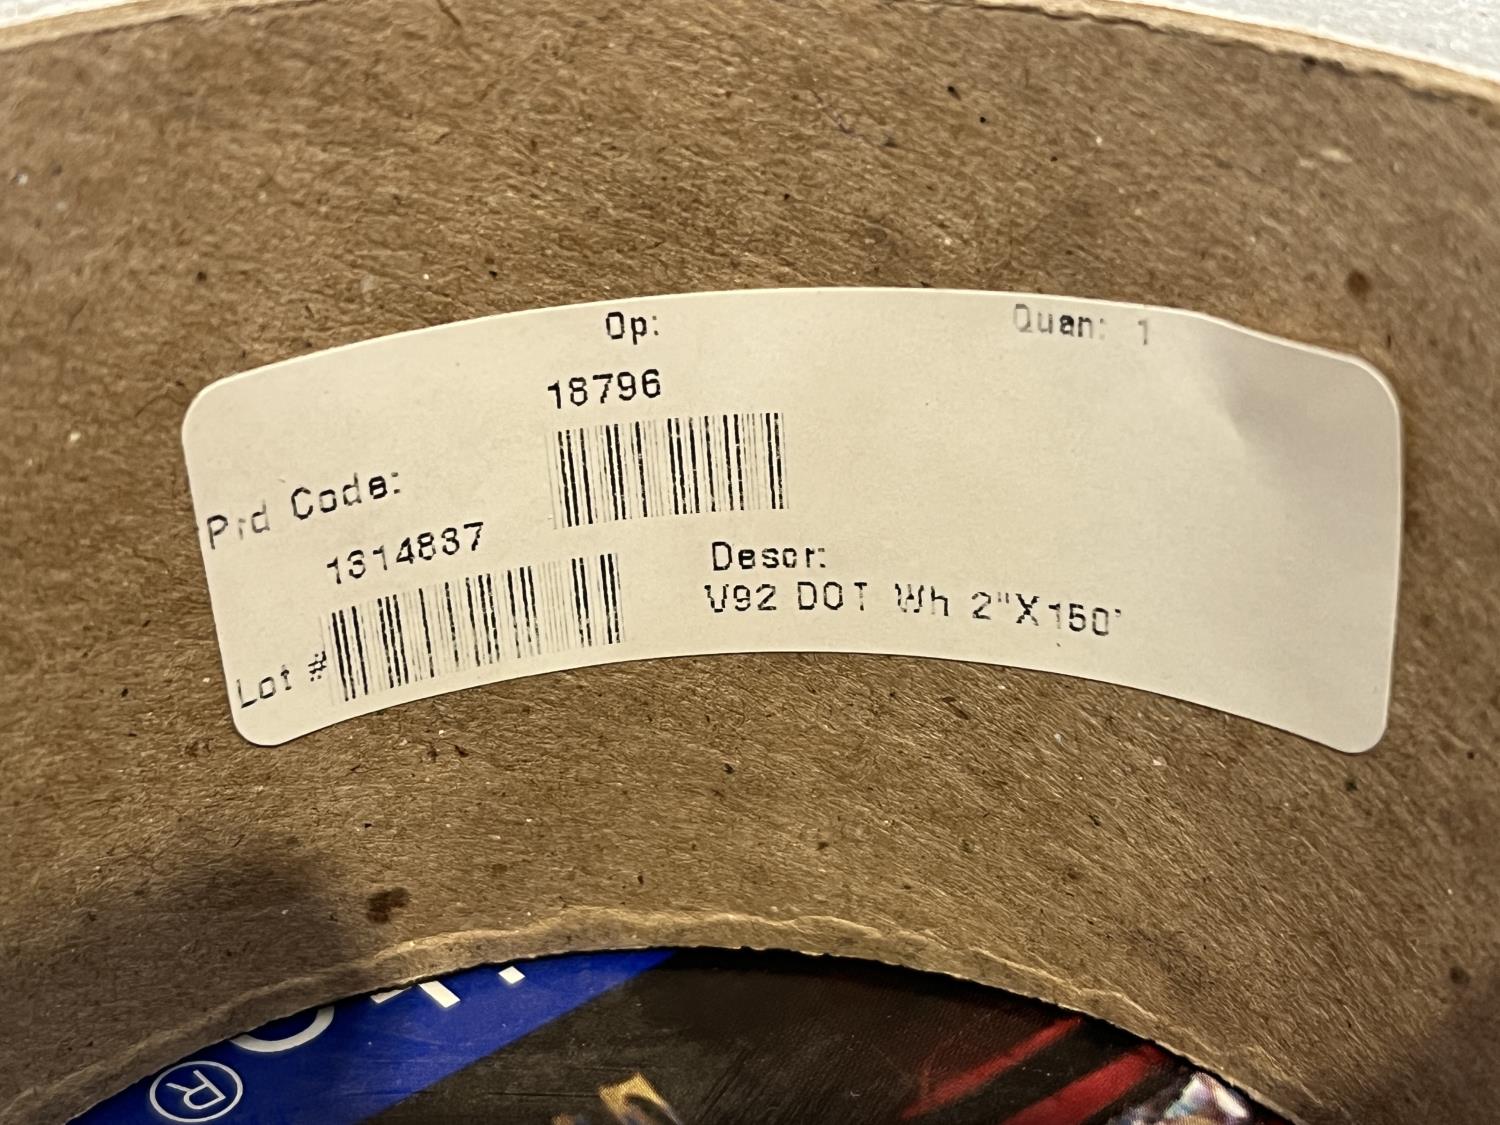 Op:
Quan: 1
18796
Prd Code:
1314837
Descr:
V92 DOT Wh 2"X150'
Lot #
®